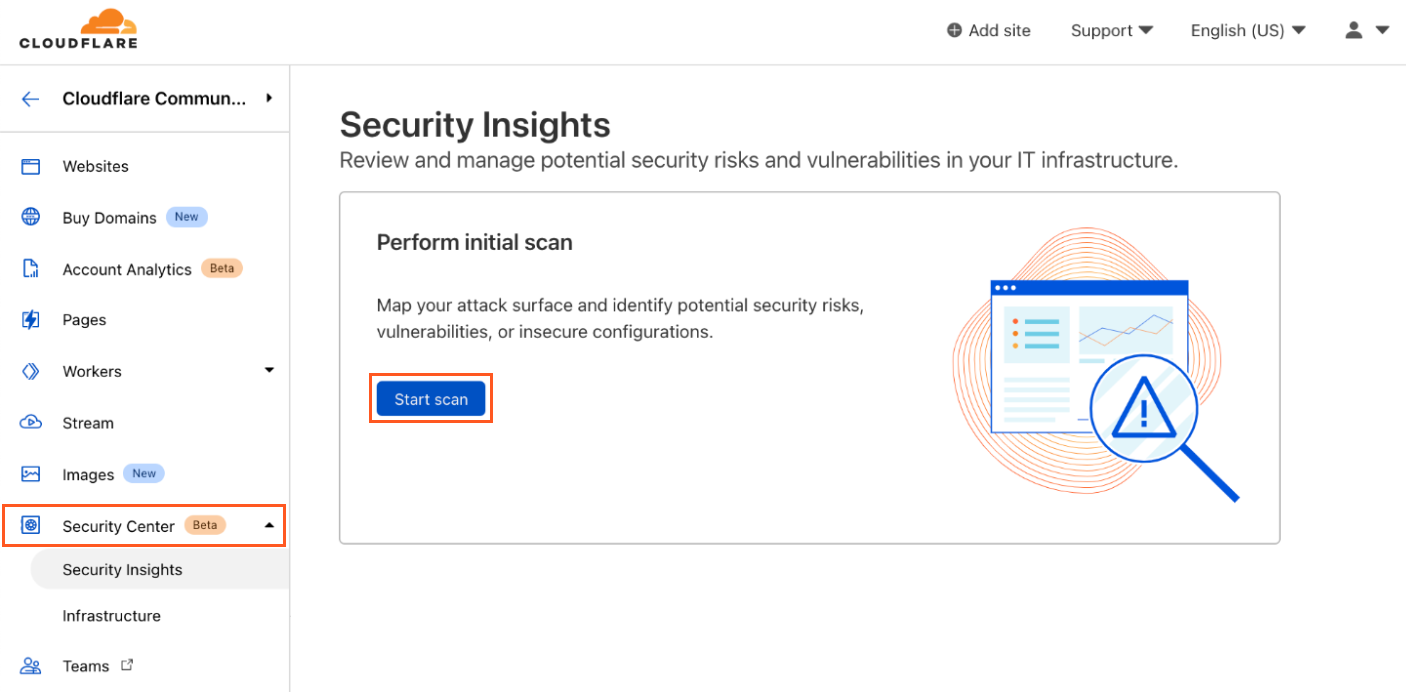 CLOUDFLARE
Add site
Support
English (US)
Cloudflare Commun...
Websites
Buy Domains New
Account Analytics Beta
Pages
Workers
Stream
Images New
Security Center Beta
Security Insights
Infrastructure
Teams
Security Insights
Review and manage potential security risks and vulnerabilities in your IT infrastructure.
Perform initial scan
Map your attack surface and identify potential security risks,
vulnerabilities, or insecure configurations.
Start scan